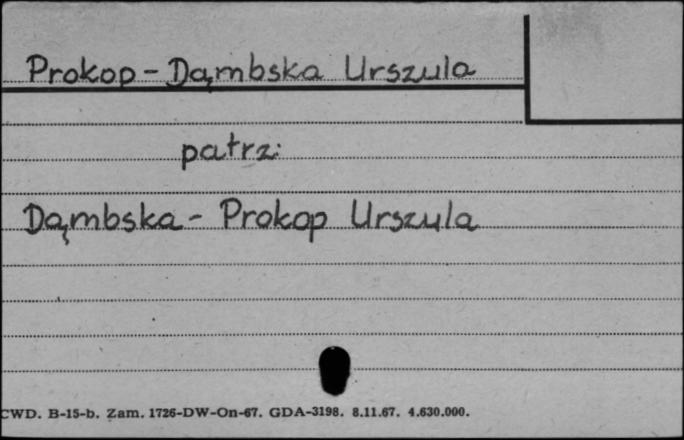 Prokop - Dąmbska Urszula
patrz:
Dąmbska - Prokop Urszula
CWD. B-15-b. Zam. 1726-DW-On-67. GDA-3198. 8.11.67. 4.630.000.